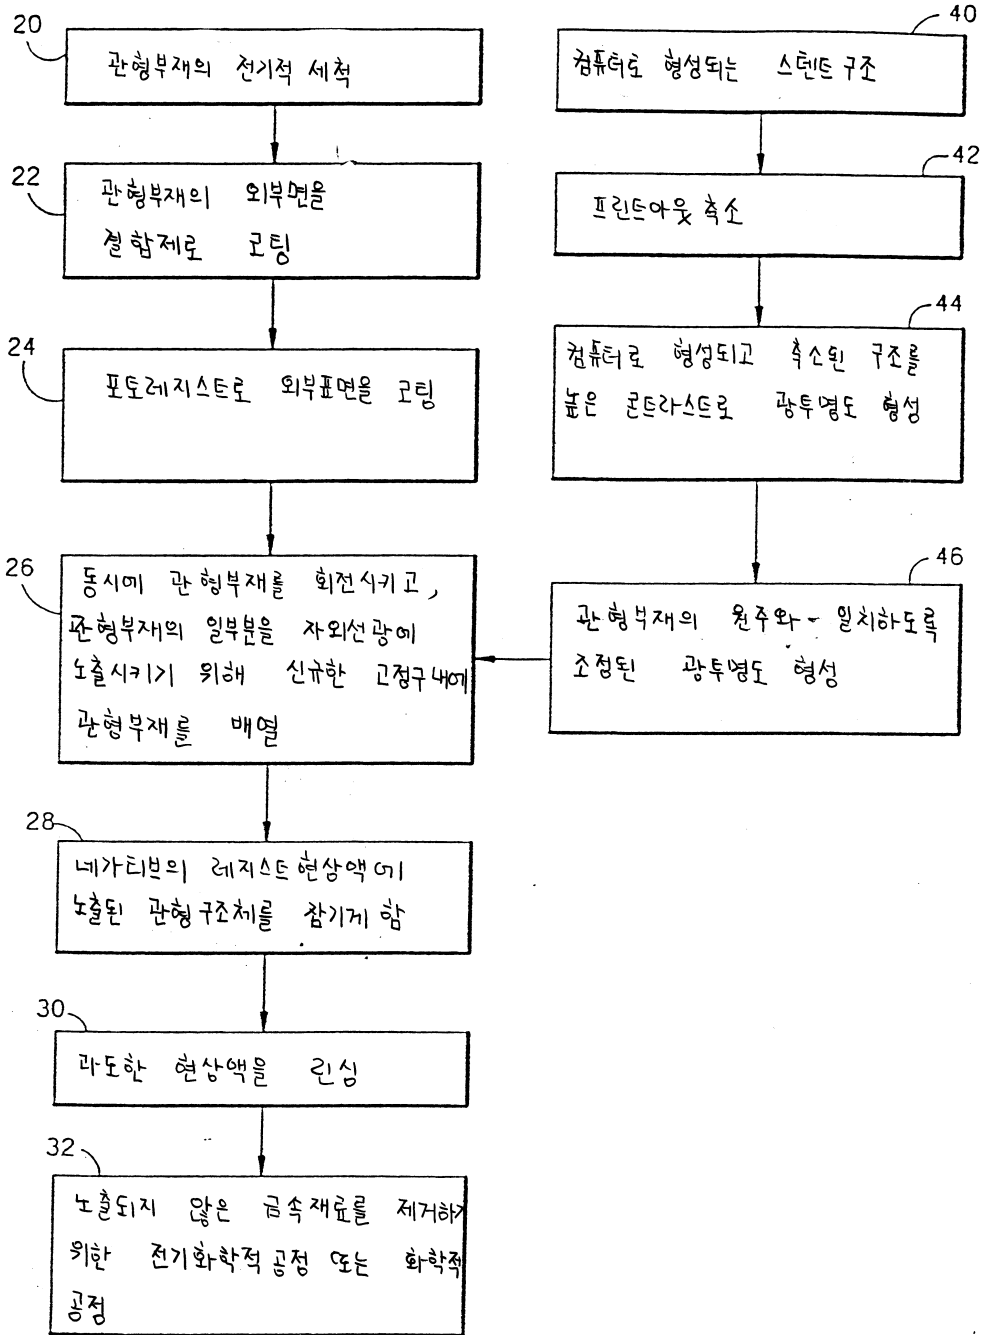 20
관형부재의 전기적 세척
22
관형부재의 외부면을
결합제로 코팅
24
포토레지스트로 외부표면을 코팅
26
동시에 관형부재를 회전시키고,
관형부재의 일부분을 자외선광에
노출시키기 위해 신규한 고정구내에
관형부재를 배열
28
네가티브의 레지스트현상액에
노출된 관형구조체를 잠기게 함
30
과도한 현상액을 린싱
32
노출되지 않은 금속재료를 제거하기
위한 전기화학적 공정 또는 화학적
공정
40
컴퓨터로 형성되는 스텐트구조
42
프린트아웃 축소
44
컴퓨터로 형성되고 축소된 구조를
높은 콘트라스트로 광투명도 형성
46
관형부재의 원주와 일치하도록
조정된 광투명도 형성